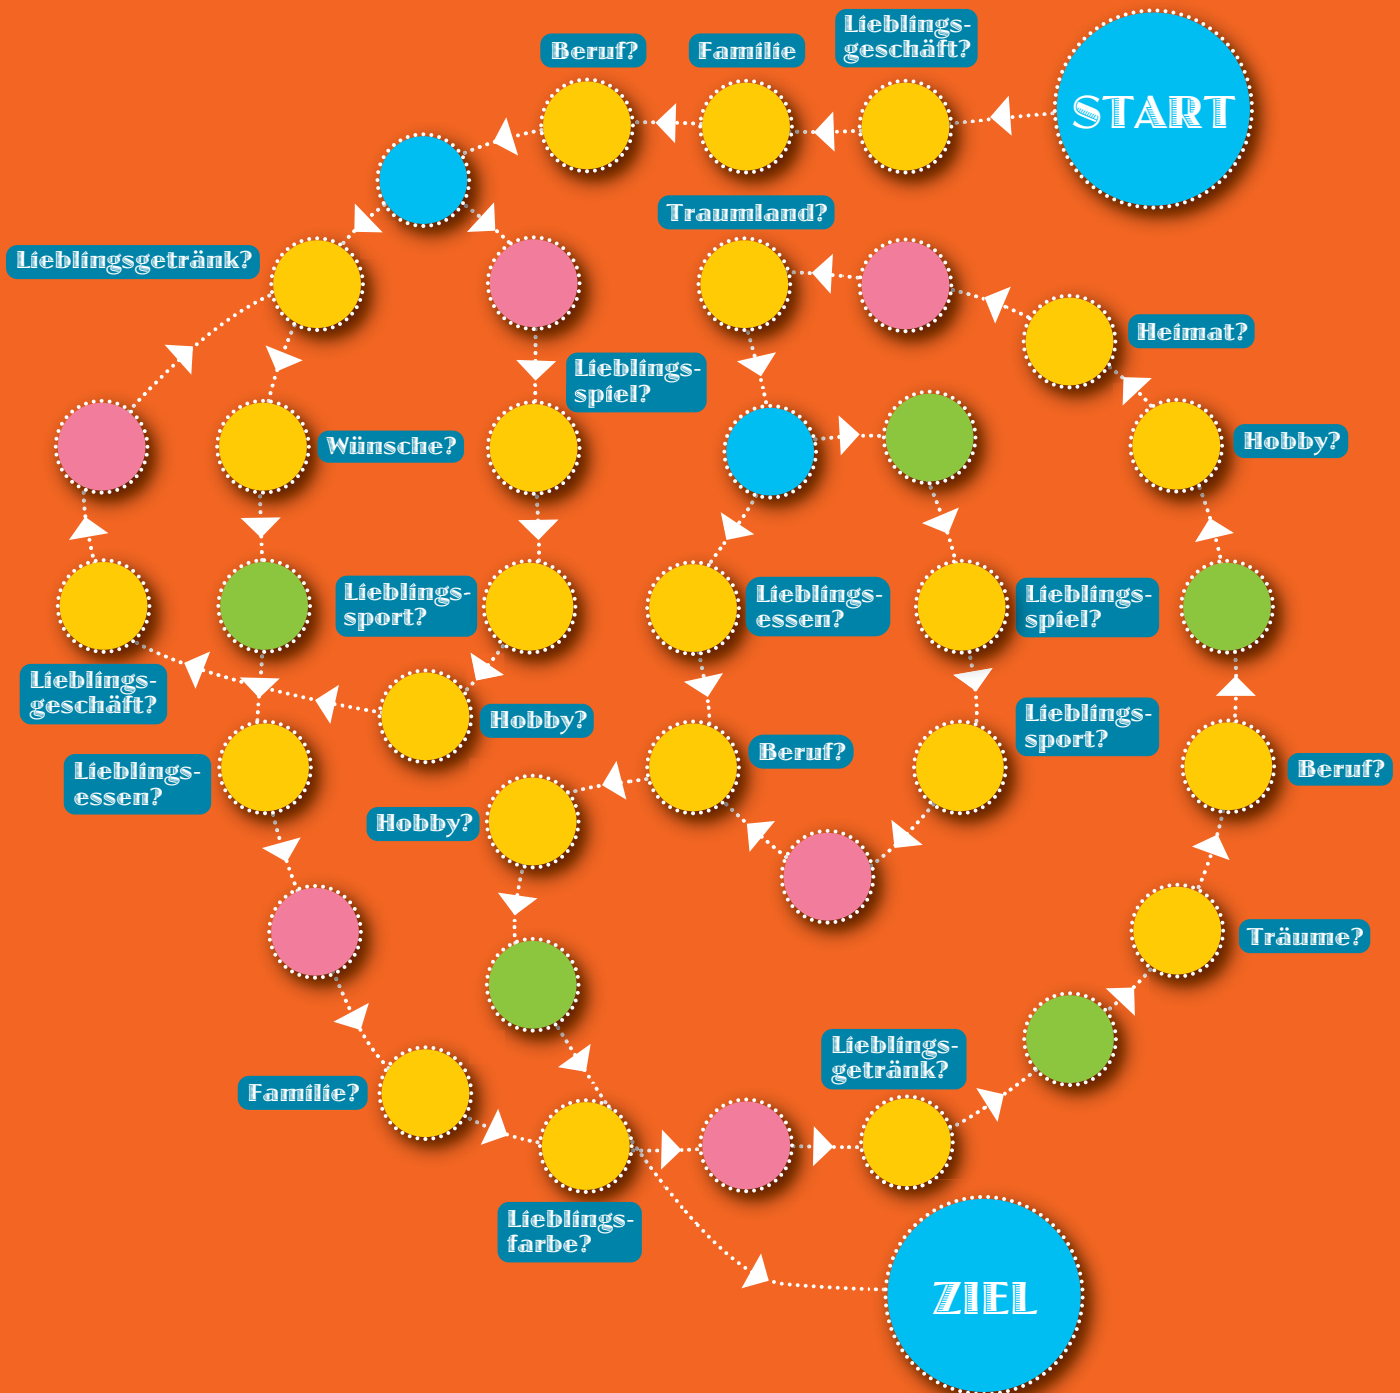 Lieblings-
geschäft?
Beruf?
Familie
START
Traumland?
Lieblingsgetränk?
Heimat?
Lieblings-
spiel?
Wünsche?
Hobby?
Lieblings-
sport?
Lieblings-
essen?
Lieblings-
spiel?
Lieblings-
geschäft?
Hobby?
Lieblings-
sport?
Beruf?
Lieblings-
essen?
Beruf?
Hobby?
Träume?
Lieblings-
getränk?
Familie?
Lieblings-
farbe?
ZIEL